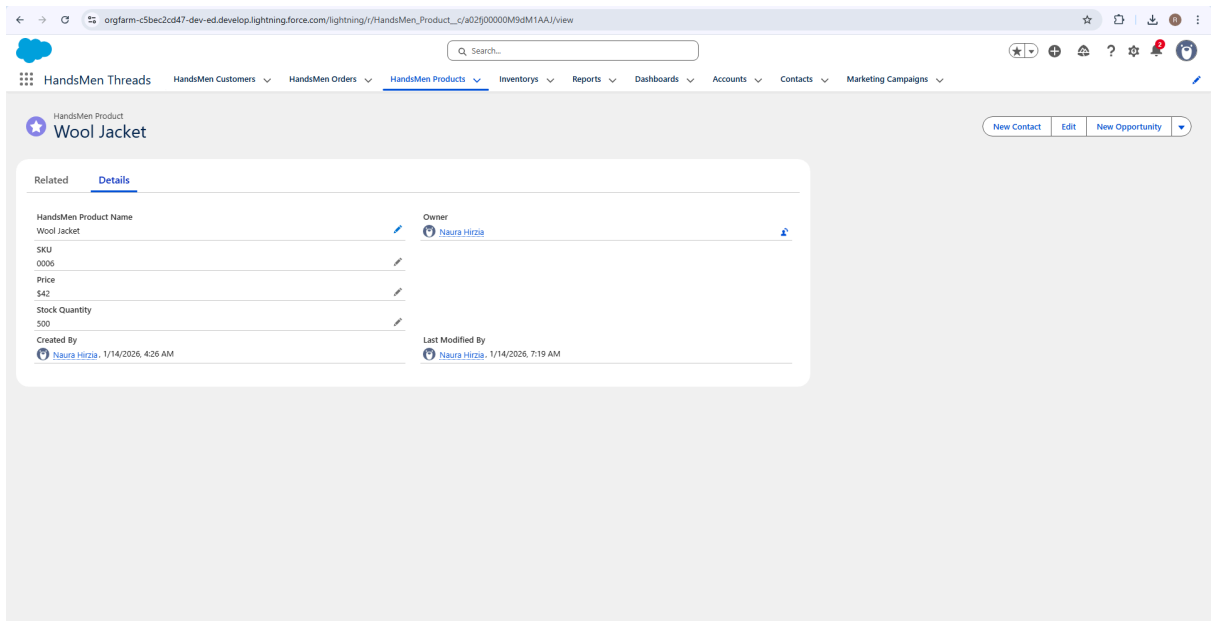 orgfarm-c5bec2cd47-dev-ed.develop.lightning.force.com/lightning/r/HandsMen_Product__c/a02fj00000M9dM1AAJ/view
R
Search...
2
HandsMen Threads HandsMen Customers HandsMen Orders HandsMen Products Inventorys Reports Dashboards Accounts Contacts Marketing Campaigns
HandsMen Product
Wool Jacket
New Contact Edit New Opportunity
Related Details
HandsMen Product Name
Wool Jacket
Owner
Naura Hirzia
SKU
0006
Price
$42
Stock Quantity
500
Created By
Naura Hirzia, 1/14/2026, 4:26 AM
Last Modified By
Naura Hirzia, 1/14/2026, 7:19 AM